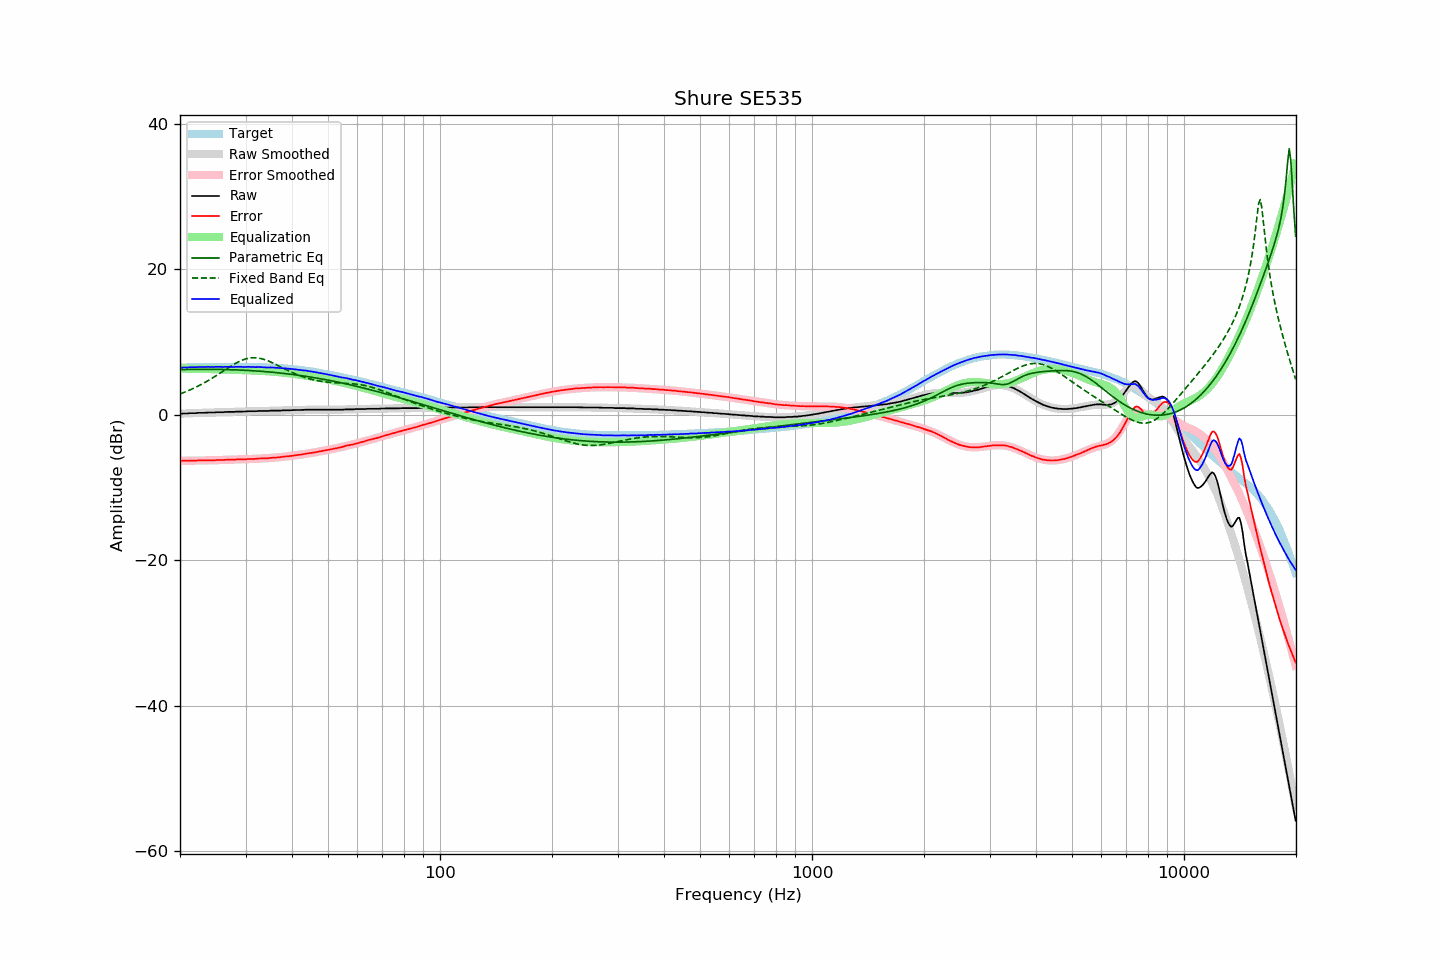 Shure SE535
40
20
0
−20
−40
−60
Amplitude (dBr)
Target
Raw Smoothed
Error Smoothed
Raw
Error
Equalization
Parametric Eq
Fixed Band Eq
Equalized
100
1000
10000
Frequency (Hz)